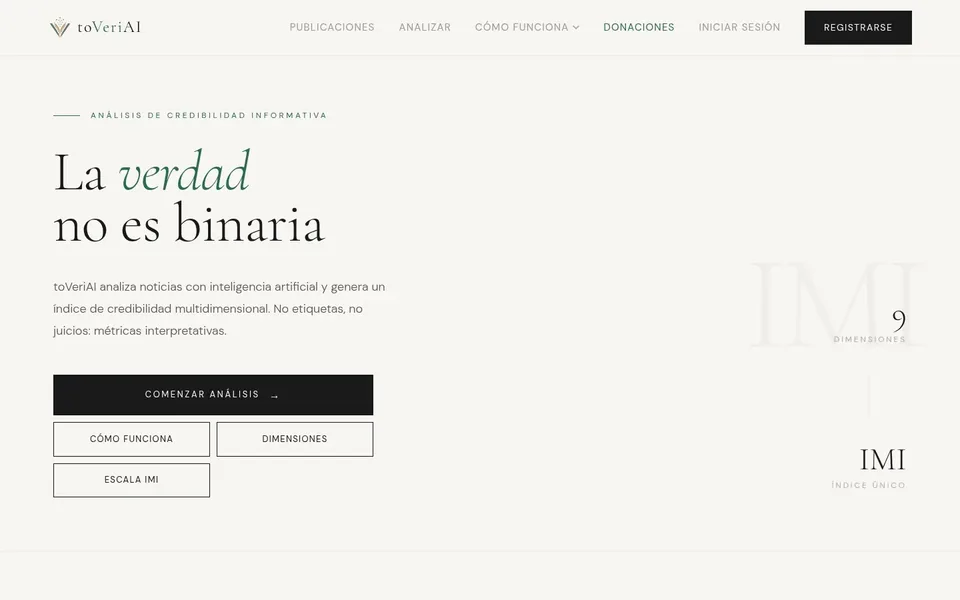 toVeriAI
PUBLICACIONES
ANALIZAR
CÓMO FUNCIONA
DONACIONES
INICIAR SESIÓN
REGISTRARSE
ANÁLISIS DE CREDIBILIDAD INFORMATIVA
La verdad
no es binaria
toVeriAI analiza noticias con inteligencia artificial y genera un
índice de credibilidad multidimensional. No etiquetas, no
juicios: métricas interpretativas.
COMENZAR ANÁLISIS →
CÓMO FUNCIONA
DIMENSIONES
ESCALA IMI
IMI
9
DIMENSIONES
IMI
ÍNDICE ÚNICO